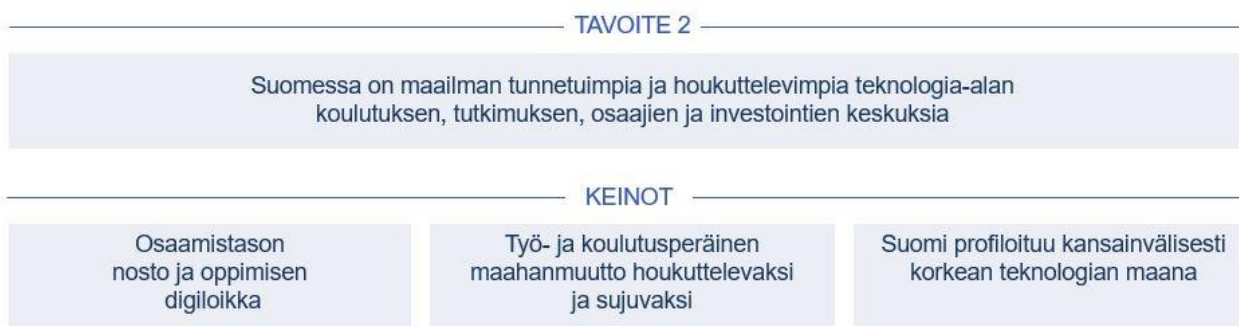 TAVOITE 2
Suomessa on maailman tunnetuimpia ja houkuttelevimpia teknologia-alan
koulutuksen, tutkimuksen, osaajien ja investointien keskuksia
KEINOT
Osaamistason
nosto ja oppimisen
digiloikka
Työ- ja koulutusperäinen
maahanmuutto houkuttelevaksi
ja sujuvaksi
Suomi profiloituu kansainvälisesti
korkean teknologian maana